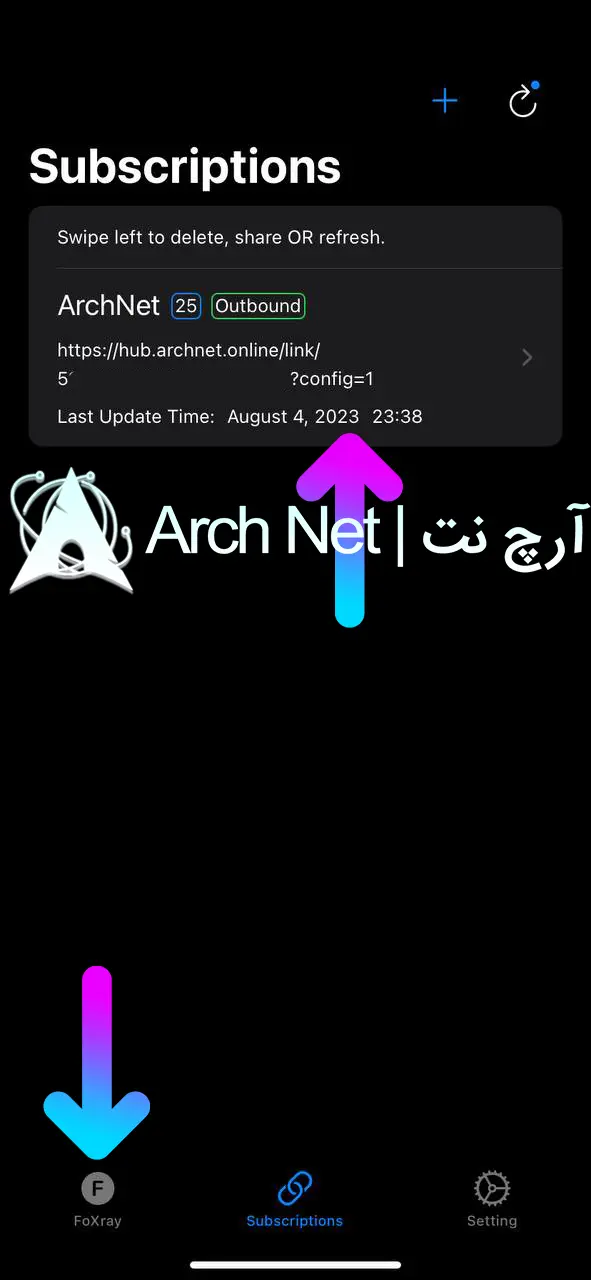 Subscriptions
Swipe left to delete, share OR refresh.
ArchNet 25 Outbound
https://hub.archnet.online/link/
5 ?config=1
Last Update Time: August 4, 2023 23:38
Arch Net | آرچ نت
F
FoXray Subscriptions Setting